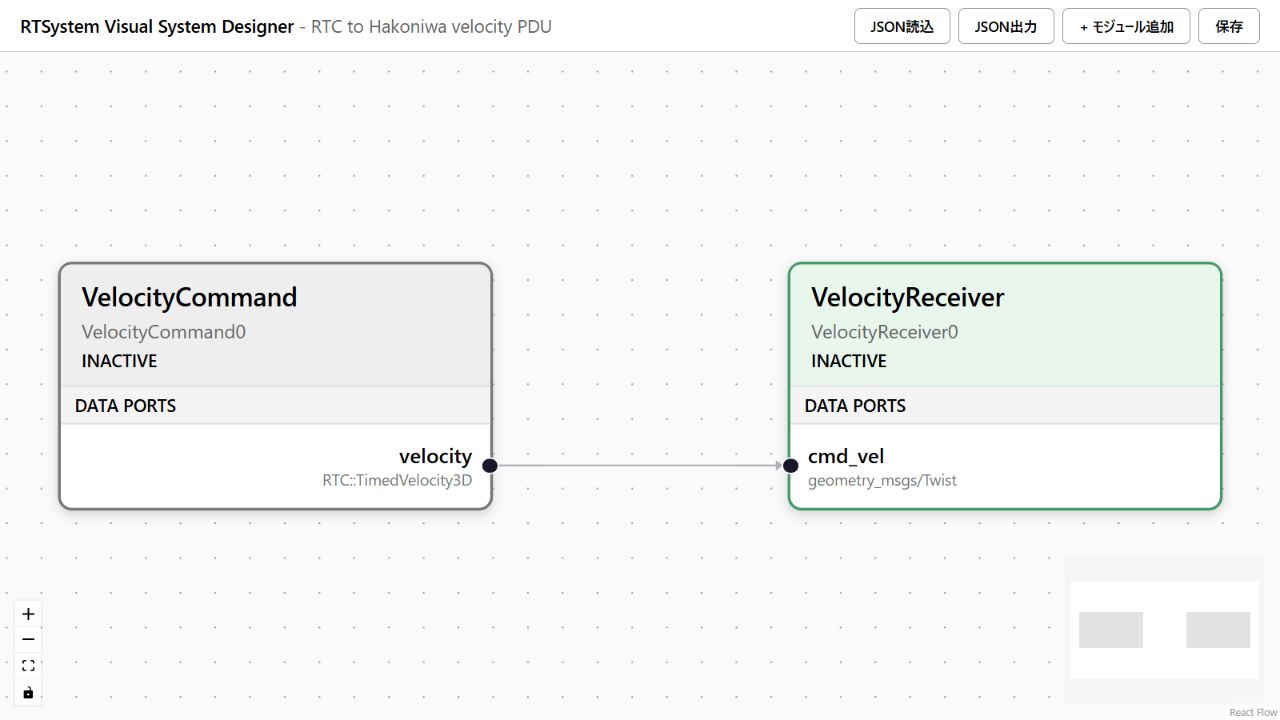 RTSystem Visual System Designer - RTC to Hakoniwa velocity PDU
JSON読込
JSON出力
+ モジュール追加
保存
VelocityCommand
VelocityCommand0
INACTIVE
DATA PORTS
velocity
RTC::TimedVelocity3D
VelocityReceiver
VelocityReceiver0
INACTIVE
DATA PORTS
cmd_vel
geometry_msgs/Twist
React Flow